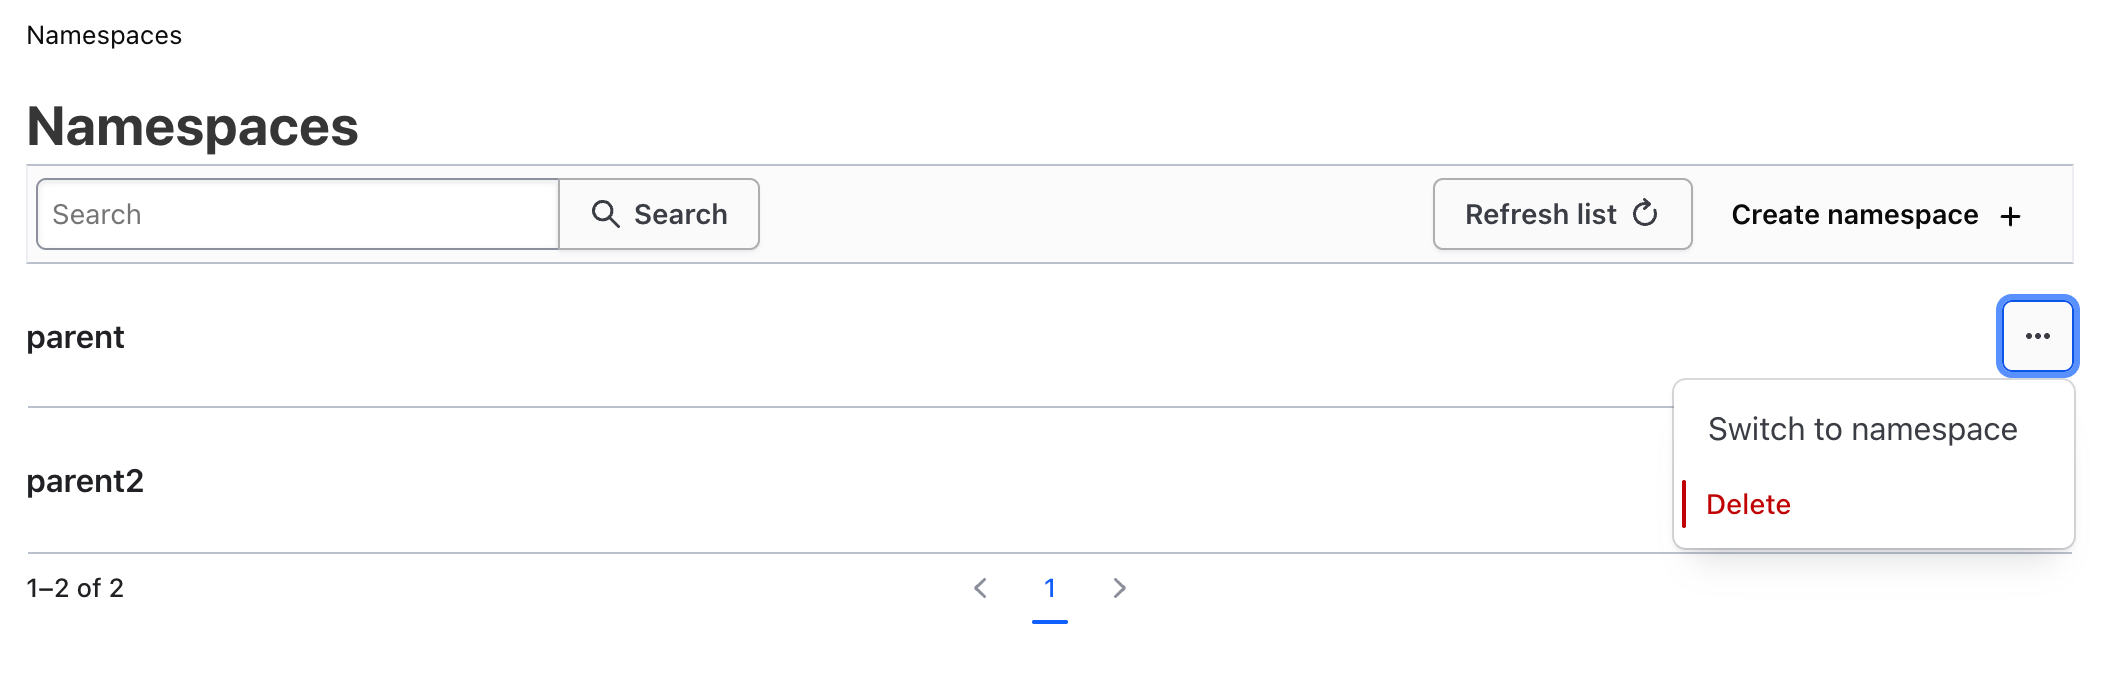 Namespaces
Namespaces
Search
Search
Refresh list
Create namespace +
parent
Switch to namespace
parent2
Delete
1–2 of 2
1